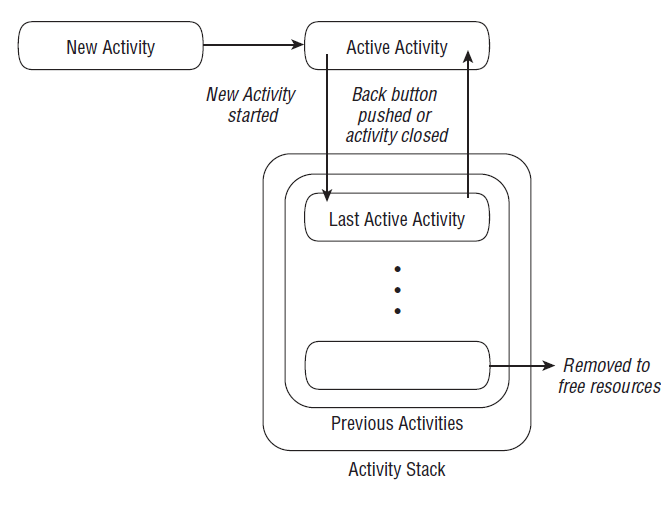 New Activity
Active Activity
New Activity
started
Back button
pushed or
activity closed
Last Active Activity
Removed to
free resources
Previous Activities
Activity Stack